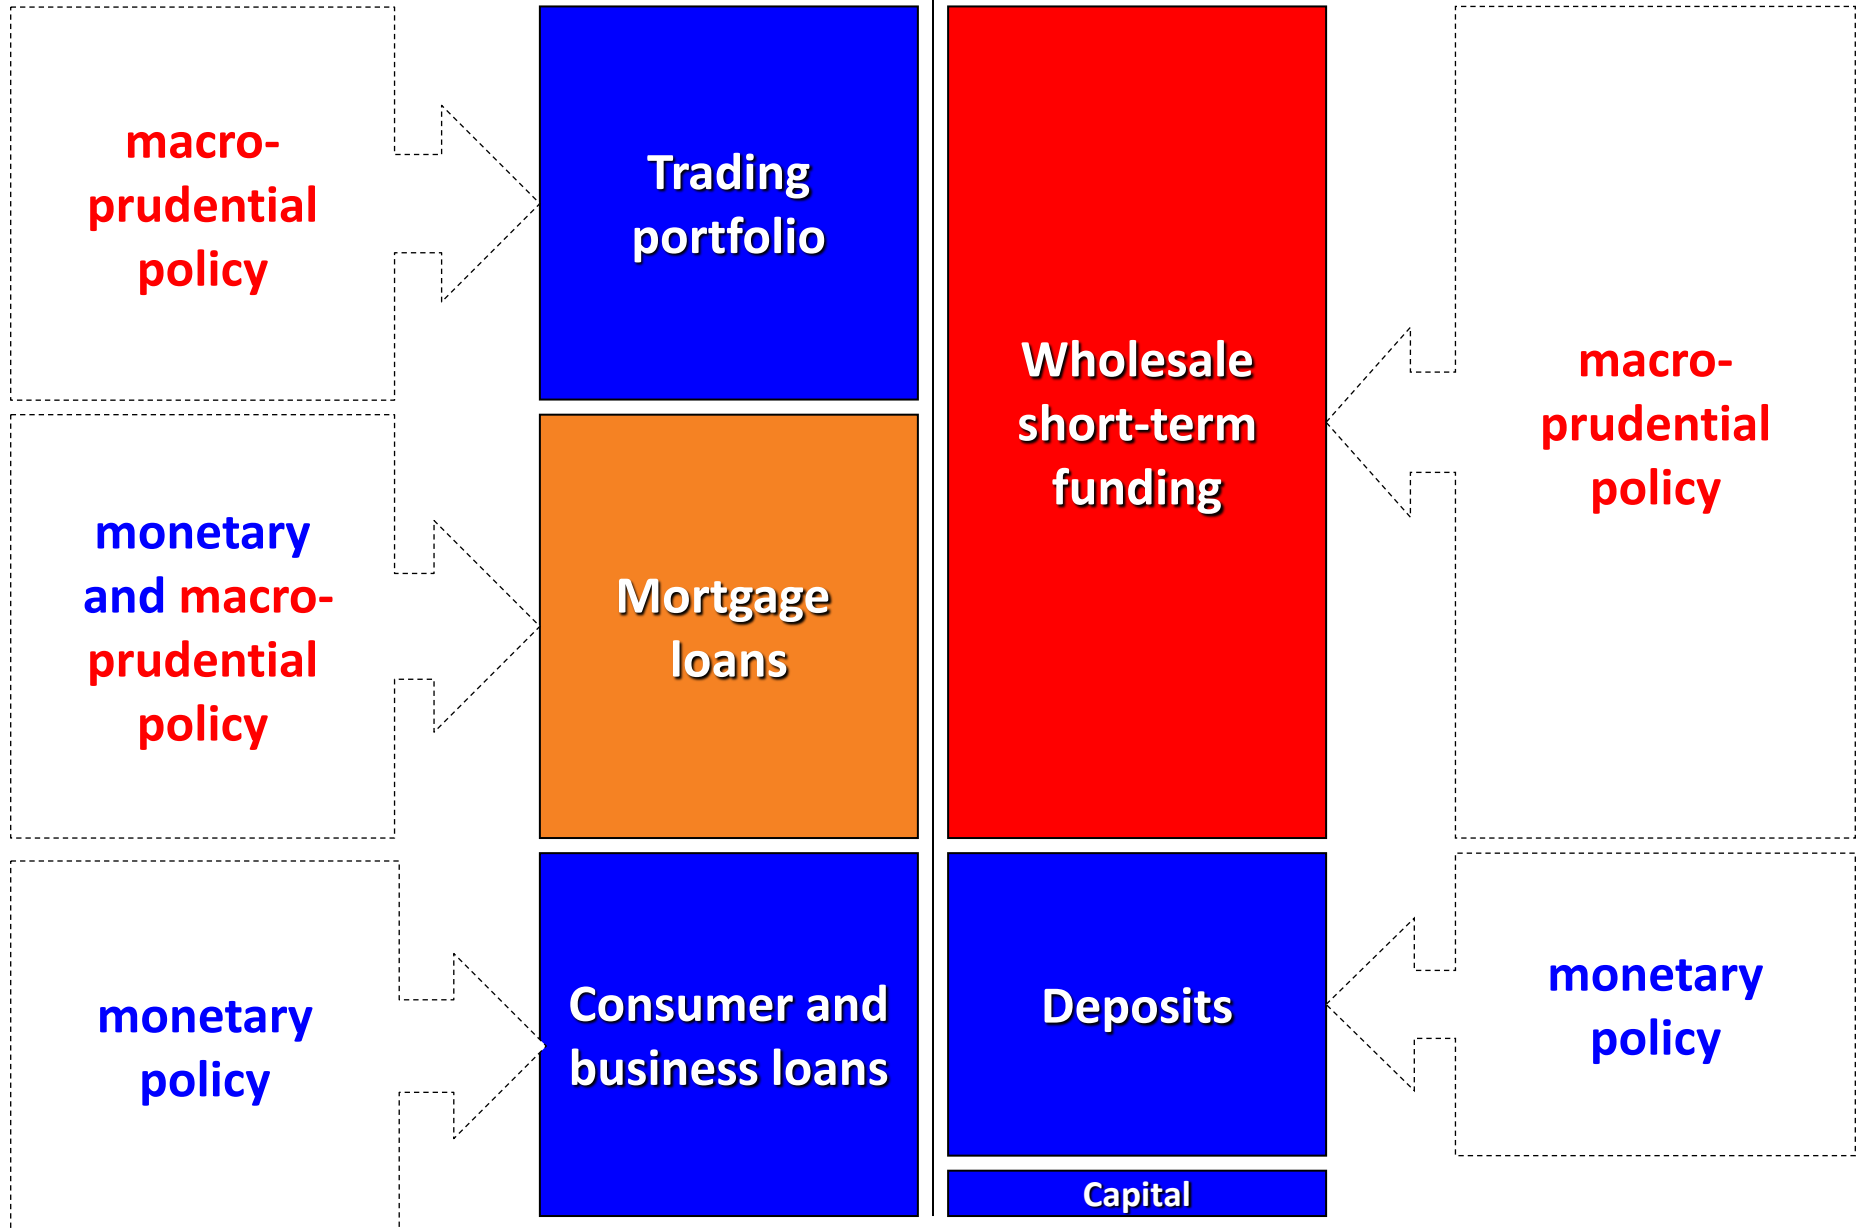 macro-
prudential
policy
Trading
portfolio
Wholesale
short-term
funding
macro-
prudential
policy
monetary
and macro-
prudential
policy
Mortgage
loans
monetary
policy
Consumer and
business loans
Deposits
monetary
policy
Capital